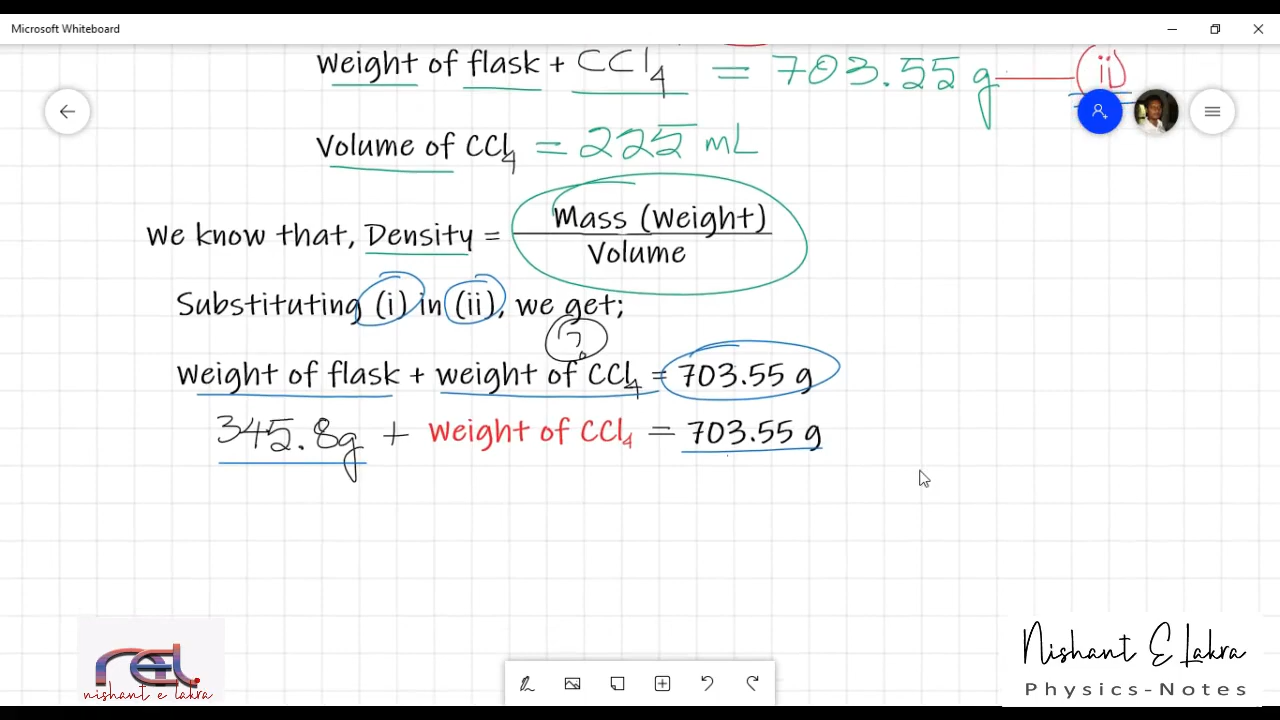 Microsoft Whiteboard
Weight of flask + CCl4 = 703.55 g (ii)
Volume of CCl4 = 225 mL
We know that, Density = Mass (Weight)
Volume
Substituting (i) in (ii), we get;
?
Weight of flask + weight of CCl4 = 703.55 g
345.8g + Weight of CCl4 = 703.55 g
nel
nishant e lakra
Nishant E Lakra
Physics-Notes